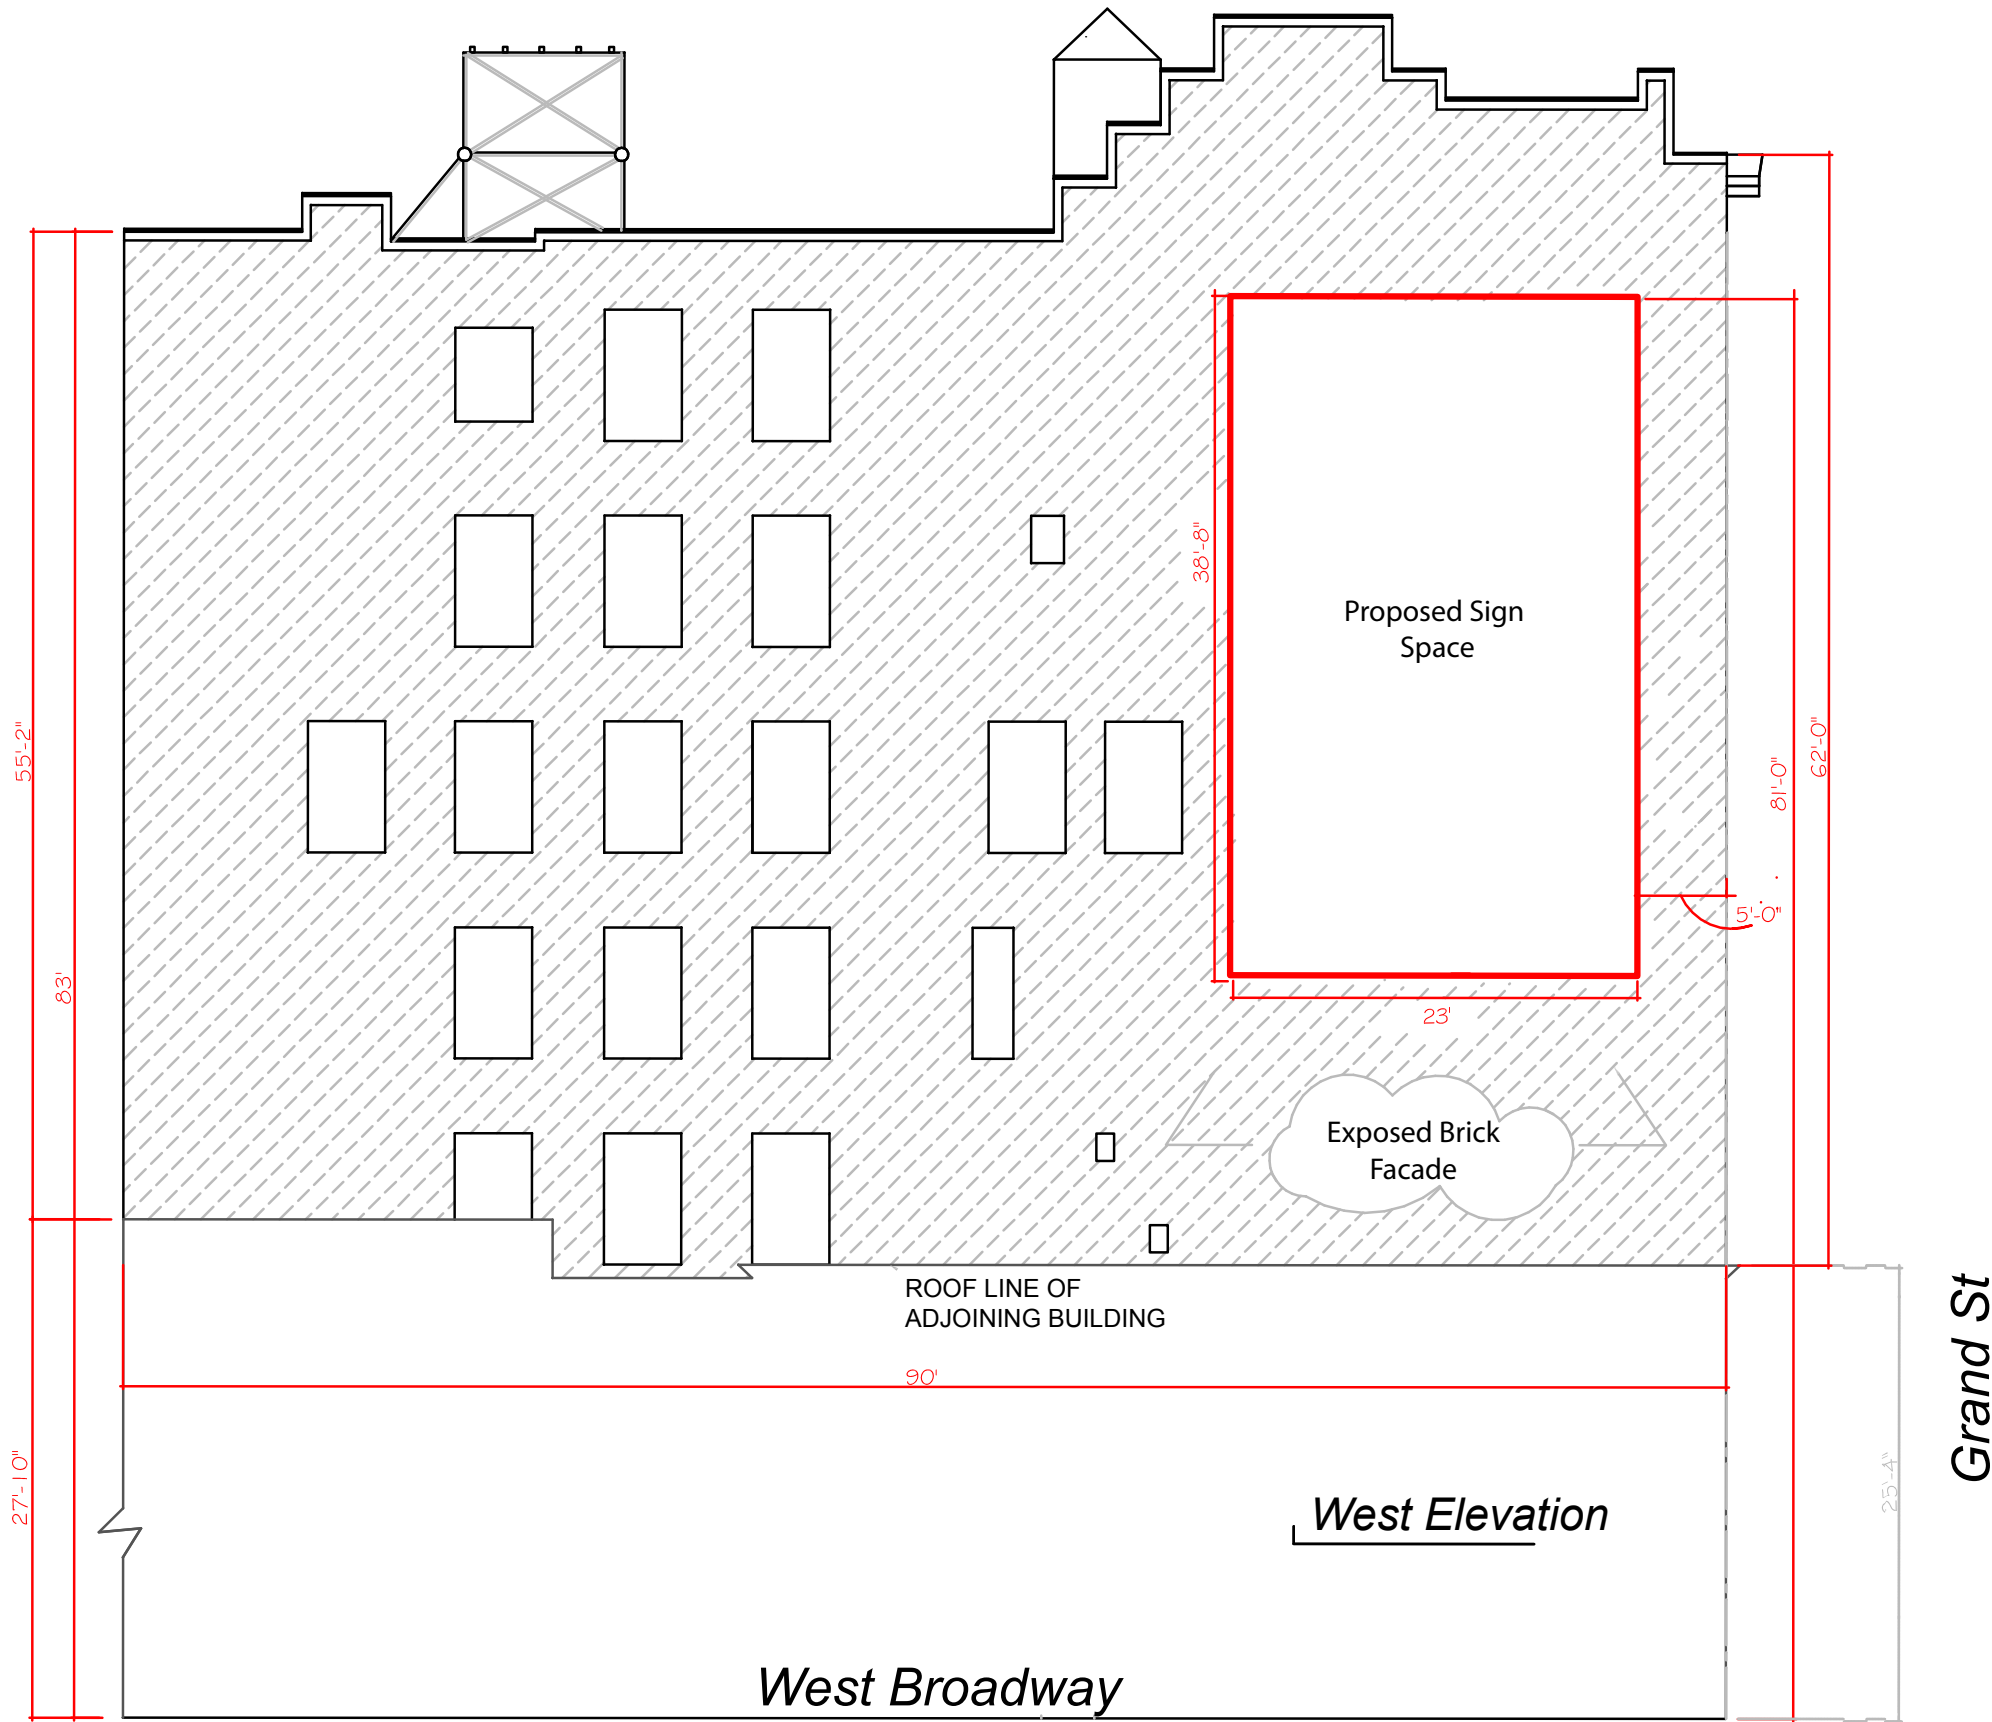 38'-8"
Proposed Sign
Space
55'-2"
62'-0"
81'-0"
5'-0"
83'
23'
Exposed Brick
Facade
ROOF LINE OF
ADJOINING BUILDING
90'
27'-10"
25'-4"
Grand St
West Elevation
West Broadway